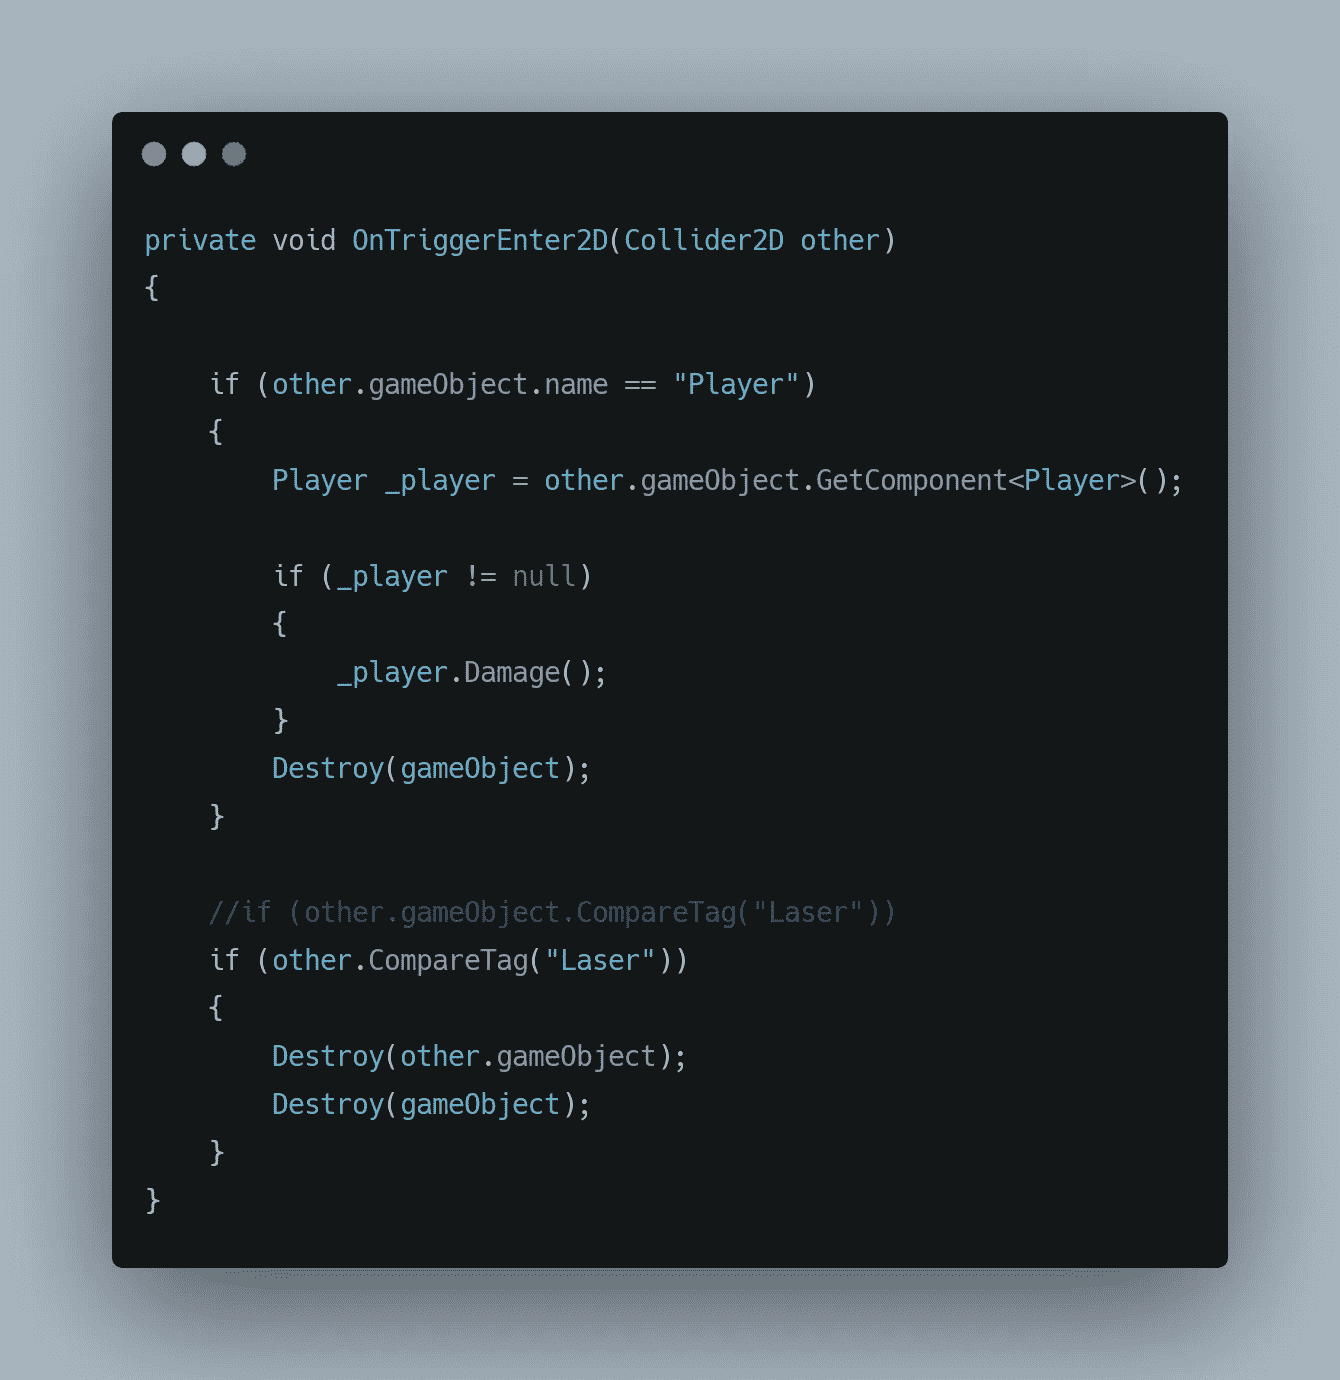 private void OnTriggerEnter2D(Collider2D other)
{
if (other.gameObject.name == "Player")
{
Player _player = other.gameObject.GetComponent<Player>();
if (_player != null)
{
_player.Damage();
}
Destroy(gameObject);
}
//if (other.gameObject.CompareTag("Laser"))
if (other.CompareTag("Laser"))
{
Destroy(other.gameObject);
Destroy(gameObject);
}
}